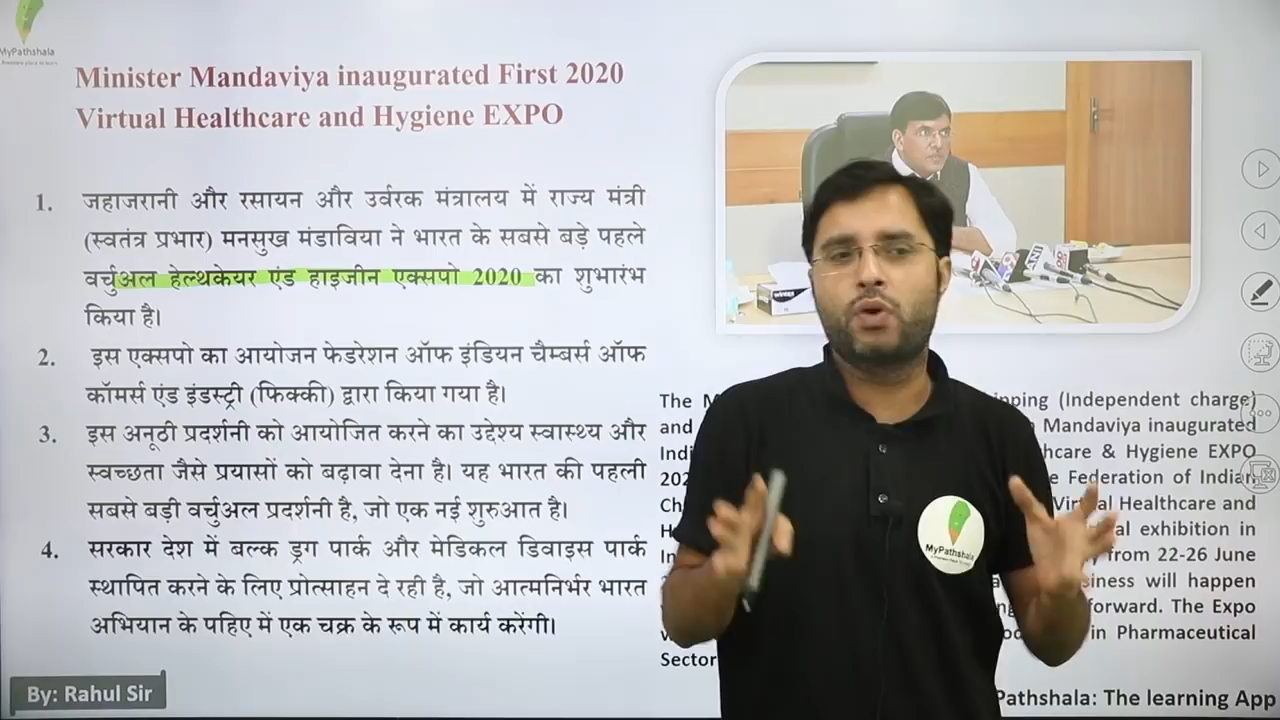 MyPathshala
Minister Mandaviya inaugurated First 2020
Virtual Healthcare and Hygiene EXPO
1. जहाजरानी और रसायन और उर्वरक मंत्रालय में राज्य मंत्री
(स्वतंत्र प्रभार) मनसुख मंडाविया ने भारत के सबसे बड़े पहले
वर्चुअल हेल्थकेयर एंड हाइजीन एक्सपो 2020 का शुभारंभ
किया है।
2. इस एक्सपो का आयोजन फेडरेशन ऑफ इंडियन चैम्बर्स ऑफ
कॉमर्स एंड इंडस्ट्री (फिक्की) द्वारा किया गया है।
3. इस अनूठी प्रदर्शनी को आयोजित करने का उद्देश्य स्वास्थ्य और
स्वच्छता जैसे प्रयासों को बढ़ावा देना है। यह भारत की पहली
सबसे बड़ी वर्चुअल प्रदर्शनी है, जो एक नई शुरुआत है।
4. सरकार देश में बल्क ड्रग पार्क और मेडिकल डिवाइस पार्क
स्थापित करने के लिए प्रोत्साहन दे रही है, जो आत्मनिर्भर भारत
अभियान के पहिए में एक चक्र के रूप में कार्य करेंगी।
ANI
The inpping (Independent charge)
and Mandaviya inaugurated
hcare & Hygiene EXPO
202 Federation of Indian
Virtual Healthcare and
exhibition in
from 22-26 June
will happen
forward. The Expo
in Pharmaceutical
Sector
MyPathshala
By: Rahul Sir
Pathshala: The learning App